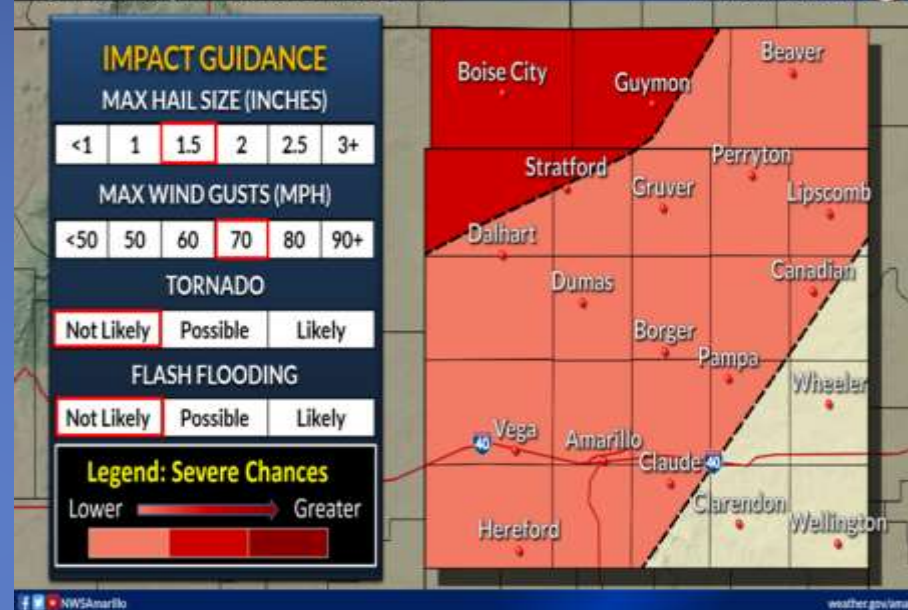 IMPACT GUIDANCE
MAX HAIL SIZE (INCHES)
<1 1 1.5 2 2.5 3+
MAX WIND GUSTS (MPH)
<50 50 60 70 80 90+
TORNADO
Not Likely Possible Likely
FLASH FLOODING
Not Likely Possible Likely
Legend: Severe Chances
Lower Greater
Beaver
Boise City
Guymon
Perryton
Stratford
Gruver
Lipscomb
Dalhart
Canadian
Dumas
Borger
Pampa
Wheeler
40 Vega
Amarillo
Claude 40
Clarendon
Wellington
Hereford
NWSAmarillo
weather.gov/ama